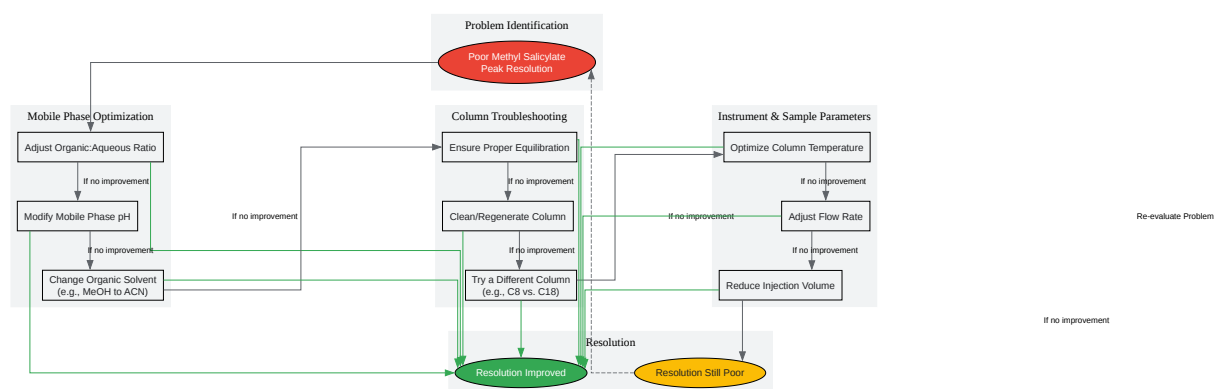 Problem Identification
Poor Methyl Salicylate
Peak Resolution
Mobile Phase Optimization
Adjust Organic:Aqueous Ratio
If no improvement
Modify Mobile Phase pH
If no improvement
Change Organic Solvent
(e.g., MeOH to ACN)
If no improvement
Column Troubleshooting
Ensure Proper Equilibration
If no improvement
Clean/Regenerate Column
If no improvement
Try a Different Column
(e.g., C8 vs. C18)
If no improvement
Instrument & Sample Parameters
Optimize Column Temperature
If no improvement
Adjust Flow Rate
If no improvement
Reduce Injection Volume
Re-evaluate Problem
If no improvement
Resolution
Resolution Improved
Resolution Still Poor